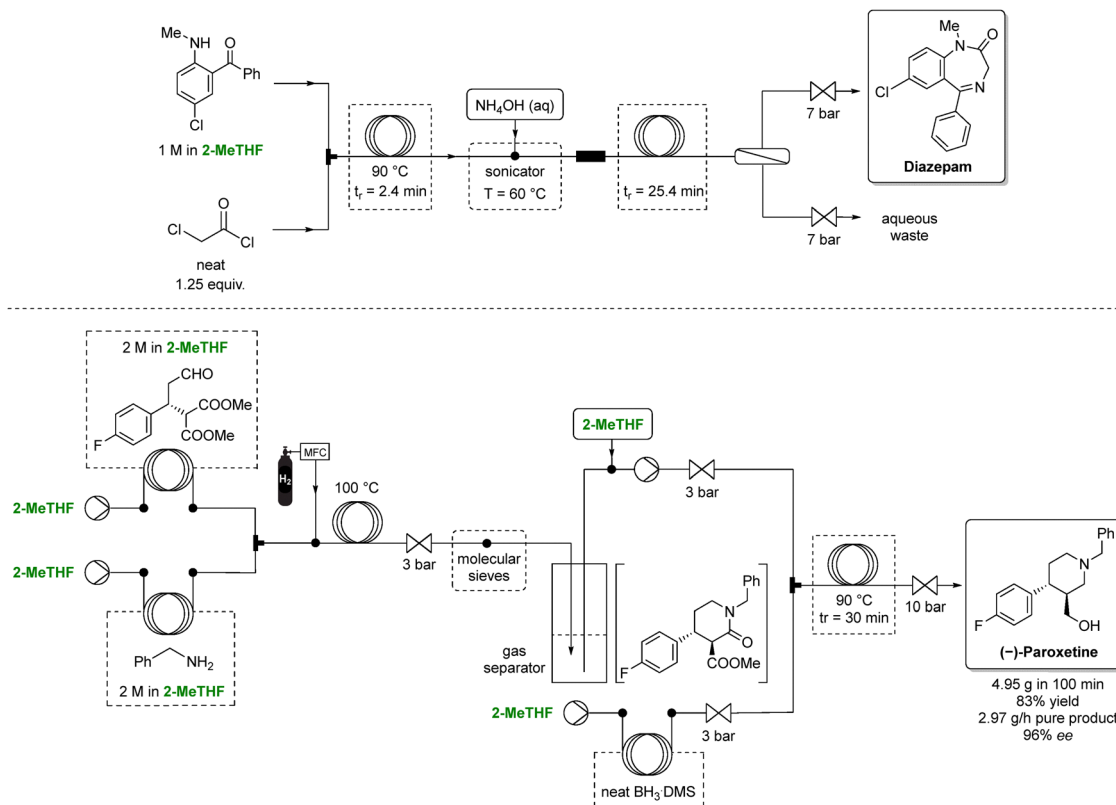 Me
NH
O
Ph
Cl
1 M in 2-MeTHF
O
Cl
Cl
neat
1.25 equiv.
90 °C
tr = 2.4 min
NH4OH (aq)
sonicator
T = 60 °C
tr = 25.4 min
7 bar
7 bar
aqueous
waste
Me
N
O
N
Cl
Diazepam
2 M in 2-MeTHF
CHO
COOMe
COOMe
F
2-MeTHF
2-MeTHF
Ph
NH2
2 M in 2-MeTHF
H2
MFC
100 °C
3 bar
molecular
sieves
gas
separator
2-MeTHF
3 bar
Ph
N
O
COOMe
F
2-MeTHF
3 bar
neat BH3·DMS
90 °C
tr = 30 min
10 bar
Ph
N
F
OH
(−)-Paroxetine
4.95 g in 100 min
83% yield
2.97 g/h pure product
96% ee